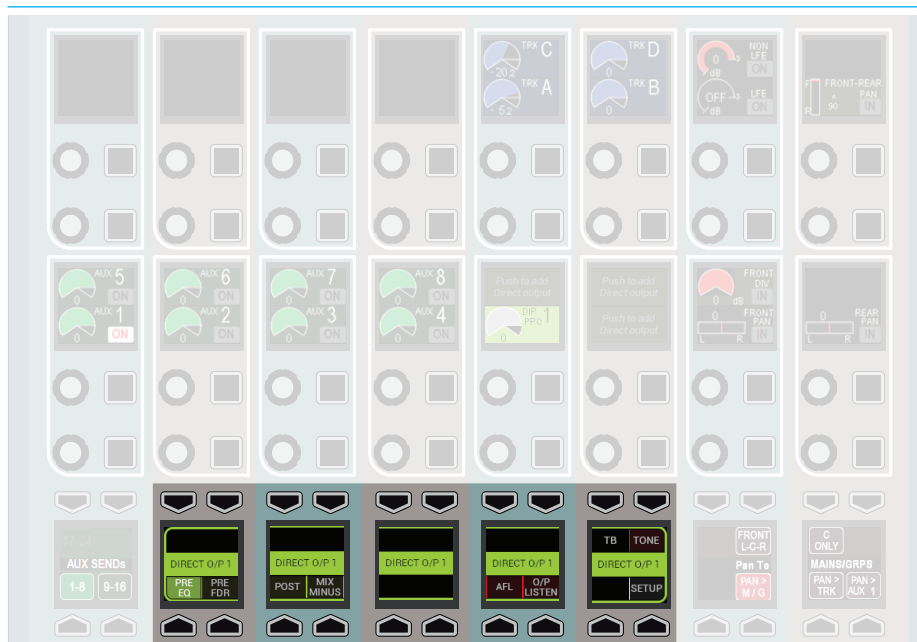 TRK C
-20.2
TRK A
-5.2
TRK D
0
TRK B
0
NON LFE
0
dB
ON
OFF
LFE
dB
ON
F
FRONT-REAR
PAN
90
R
IN
AUX 5
0
ON
AUX 1
0
ON
AUX 6
0
ON
AUX 2
0
ON
AUX 7
0
ON
AUX 3
0
ON
AUX 8
0
ON
AUX 4
0
ON
Push to add
Direct output
DIR
PRO 1
0
Push to add
Direct output
Push to add
Direct output
FRONT
DIV
0 dB
IN
0
FRONT
PAN
L R
IN
0
REAR
PAN
L R
IN
17-24
AUX SENDs
1-8
9-16
DIRECT O/P 1
PRE
EQ
PRE
FDR
DIRECT O/P 1
POST
MIX
MINUS
DIRECT O/P 1
DIRECT O/P 1
AFL
O/P
LISTEN
TB
TONE
DIRECT O/P 1
SETUP
FRONT
L-C-R
Pan To
PAN >
M / G
C
ONLY
MAINS/GRPS
PAN >
TRK
PAN >
AUX 1